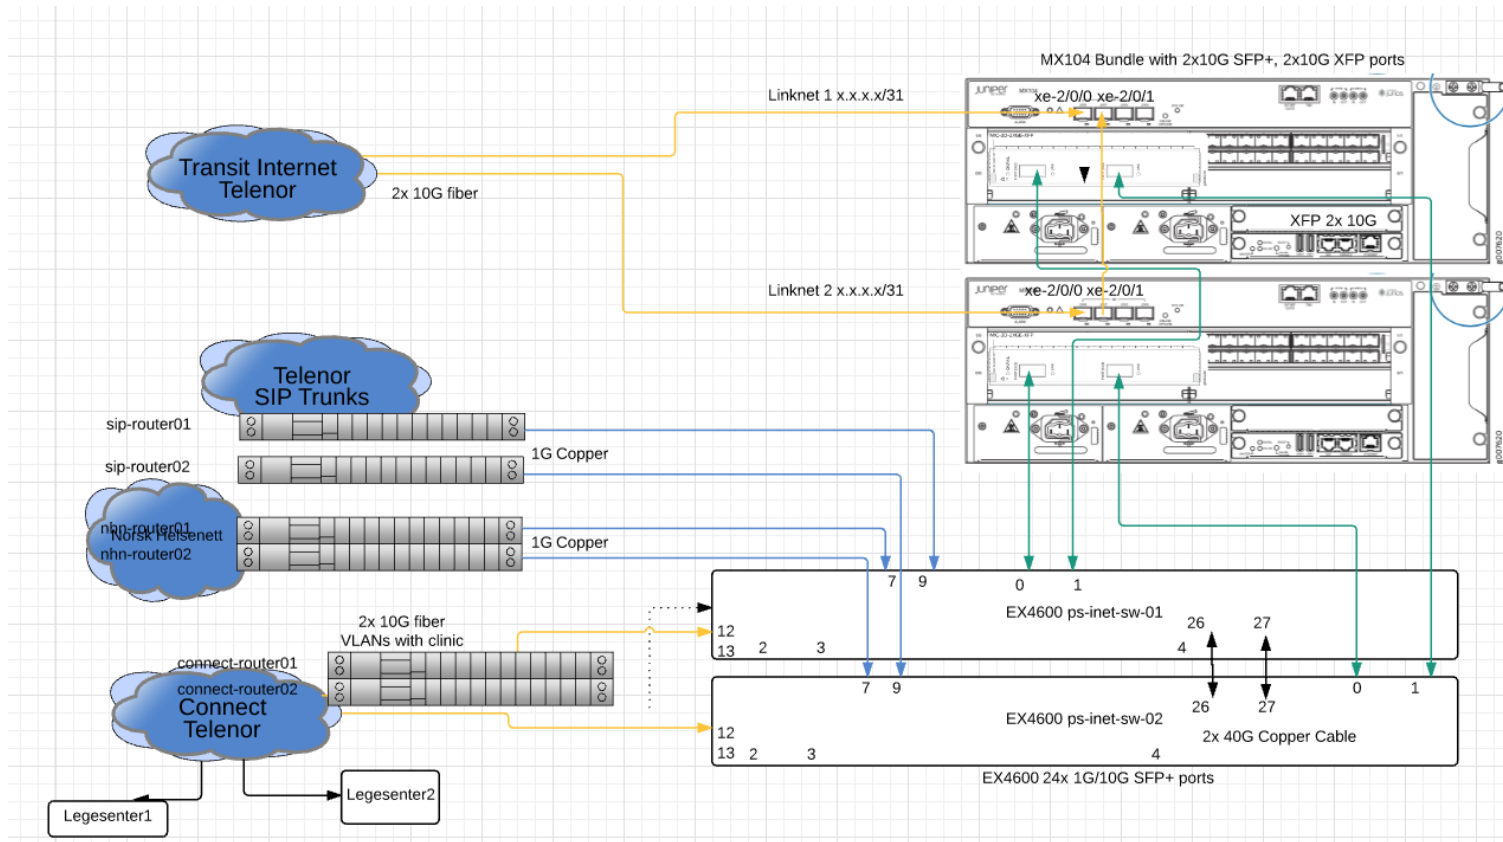 MX104 Bundle with 2x10G SFP+, 2x10G XFP ports
Linknet 1 x.x.x.x/31
xe-2/0/0 xe-2/0/1
Transit Internet
Telenor
2x 10G fiber
XFP 2x 10G
g007620
Linknet 2 x.x.x.x/31
xe-2/0/0 xe-2/0/1
g007620
Telenor
SIP Trunks
sip-router01
1G Copper
sip-router02
nhn-router01
Norsk Helsenett
nhn-router02
1G Copper
7 9 0 1
EX4600 ps-inet-sw-01
26 27
12
13 2 3 4
2x 10G fiber
VLANs with clinic
connect-router01
connect-router02
Connect
Telenor
7 9 0 1
26 27
EX4600 ps-inet-sw-02
12
2x 40G Copper Cable
13 2 3 4
EX4600 24x 1G/10G SFP+ ports
Legesenter1
Legesenter2